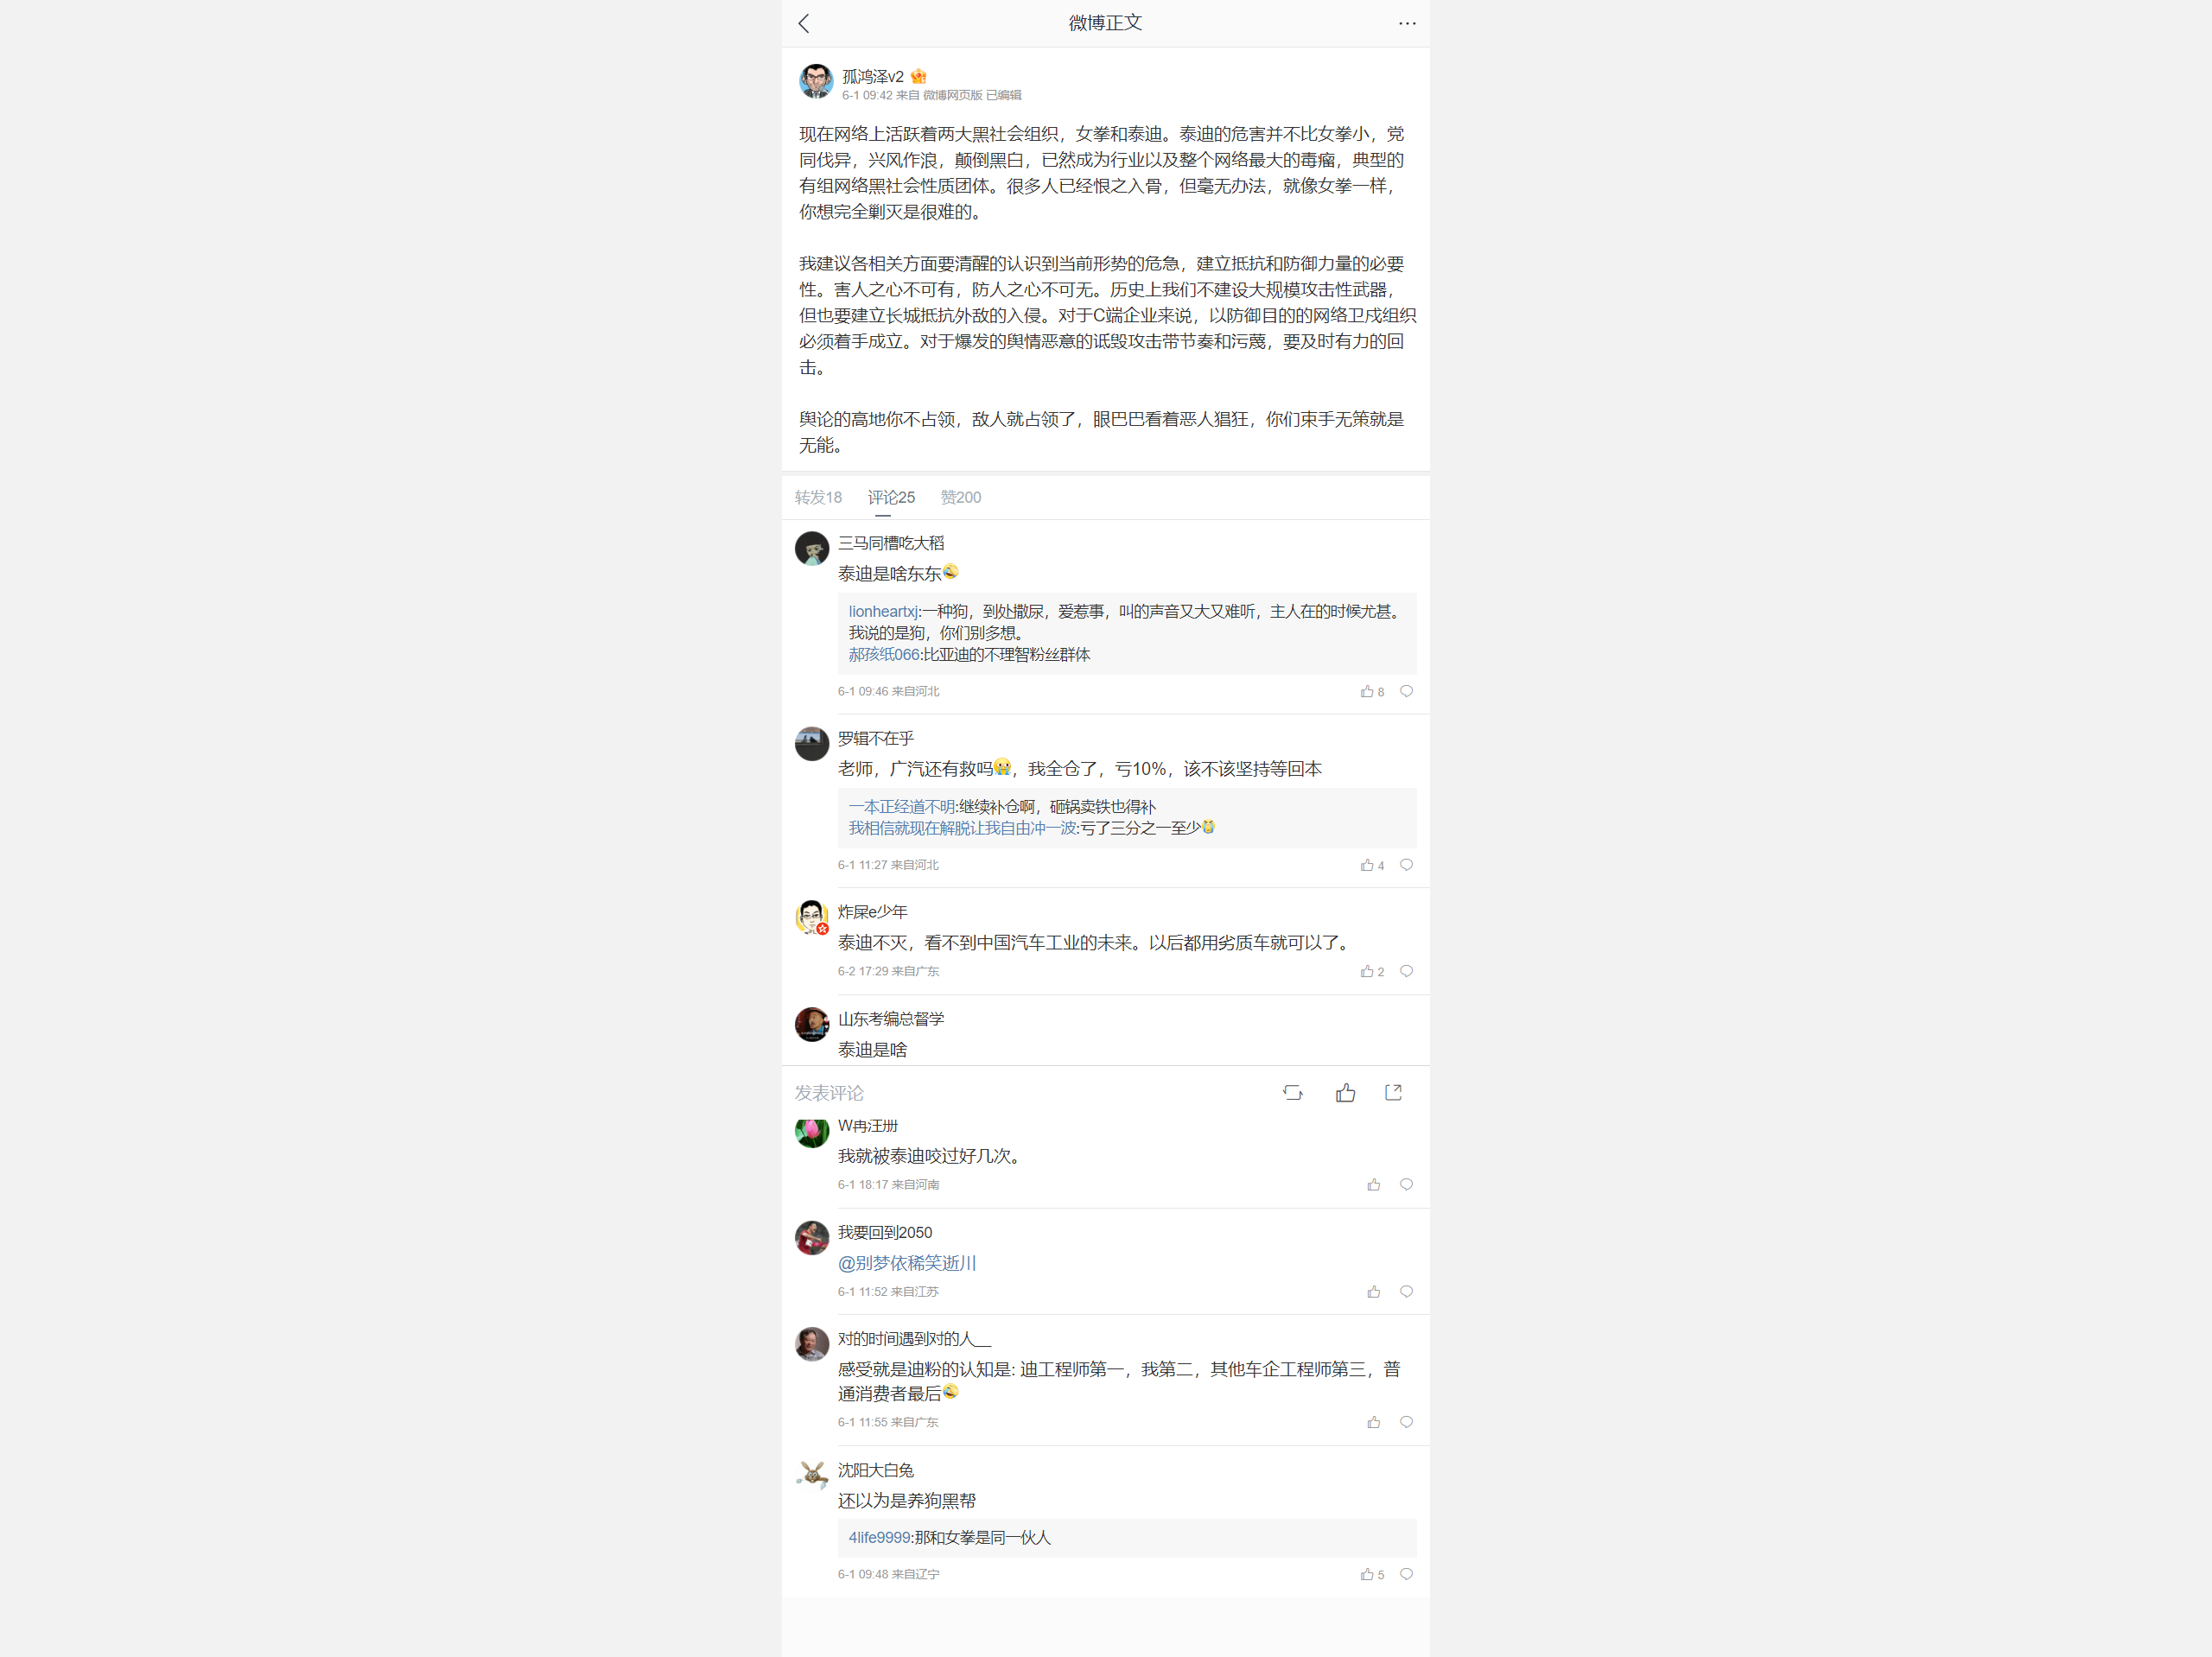 微博正文
孤鸿泽v2
6-1 09:42 来自 微博网页版 已编辑
现在网络上活跃着两大黑社会组织，女拳和泰迪。泰迪的危害并不比女拳小，党
同伐异，兴风作浪，颠倒黑白，已然成为行业以及整个网络最大的毒瘤，典型的
有组网络黑社会性质团体。很多人已经恨之入骨，但毫无办法，就像女拳一样，
你想完全剿灭是很难的。
我建议各相关方面要清醒的认识到当前形势的危急，建立抵抗和防御力量的必要
性。害人之心不可有，防人之心不可无。历史上我们不建设大规模攻击性武器，
但也要建立长城抵抗外敌的入侵。对于C端企业来说，以防御目的的网络卫戍组织
必须着手成立。对于爆发的舆情恶意的诋毁攻击带节奏和污蔑，要及时有力的回
击。
舆论的高地你不占领，敌人就占领了，眼巴巴看着恶人猖狂，你们束手无策就是
无能。
转发18 评论25 赞200
三马同槽吃大稻
泰迪是啥东东🤣
lionheartxj:一种狗，到处撒尿，爱惹事，叫的声音又大又难听，主人在的时候尤甚。
我说的是狗，你们别多想。
郝孩纸066:比亚迪的不理智粉丝群体
6-1 09:46 来自河北 8
罗辑不在乎
老师，广汽还有救吗😭，我全仓了，亏10%，该不该坚持等回本
一本正经道不明:继续补仓啊，砸锅卖铁也得补
我相信就现在解脱让我自由冲一波:亏了三分之一至少😭
6-1 11:27 来自河北 4
炸屎e少年
泰迪不灭，看不到中国汽车工业的未来。以后都用劣质车就可以了。
6-2 17:29 来自广东 2
山东考编总督学
泰迪是啥
发表评论
W冉汪册
我就被泰迪咬过好几次。
6-1 18:17 来自河南
我要回到2050
@别梦依稀笑逝川
6-1 11:52 来自江苏
对的时间遇到对的人__
感受就是迪粉的认知是: 迪工程师第一，我第二，其他车企工程师第三，普
通消费者最后🤣
6-1 11:55 来自广东
沈阳大白兔
还以为是养狗黑帮
4life9999:那和女拳是同一伙人
6-1 09:48 来自辽宁 5